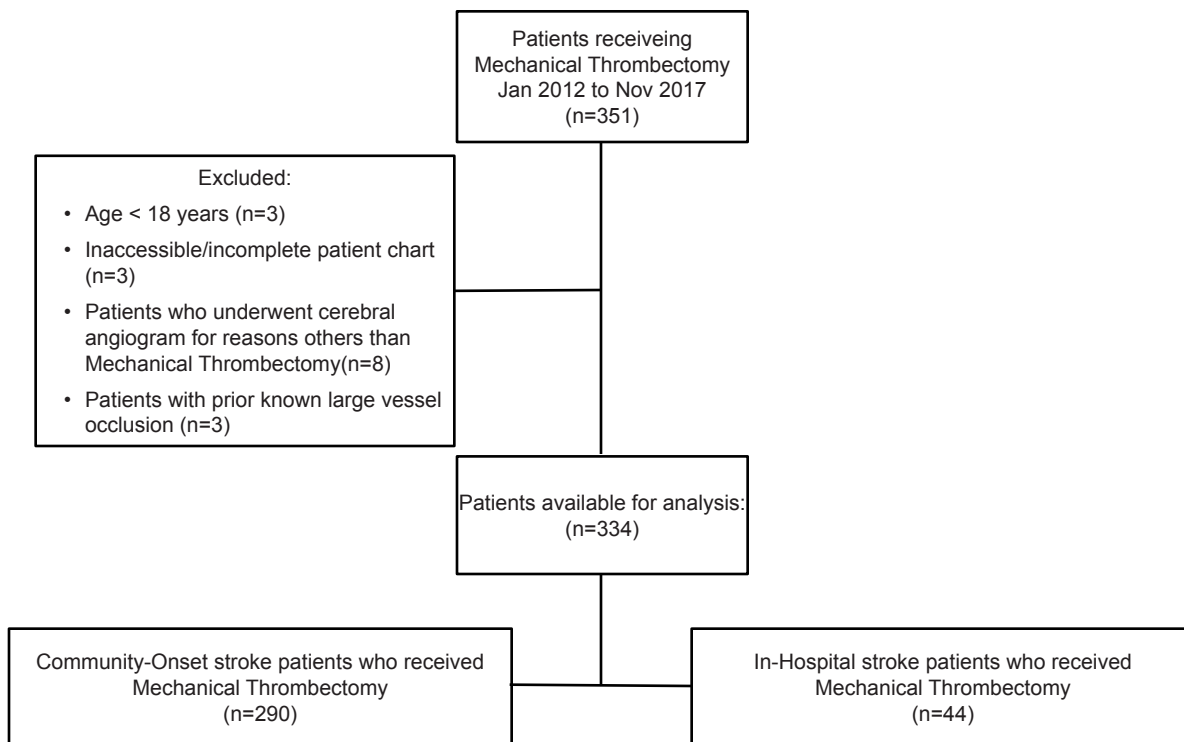 Patients receiveing
Mechanical Thrombectomy
Jan 2012 to Nov 2017
(n=351)
Excluded:
• Age < 18 years (n=3)
• Inaccessible/incomplete patient chart
(n=3)
• Patients who underwent cerebral
angiogram for reasons others than
Mechanical Thrombectomy(n=8)
• Patients with prior known large vessel
occlusion (n=3)
Patients available for analysis:
(n=334)
Community-Onset stroke patients who received
Mechanical Thrombectomy
(n=290)
In-Hospital stroke patients who received
Mechanical Thrombectomy
(n=44)